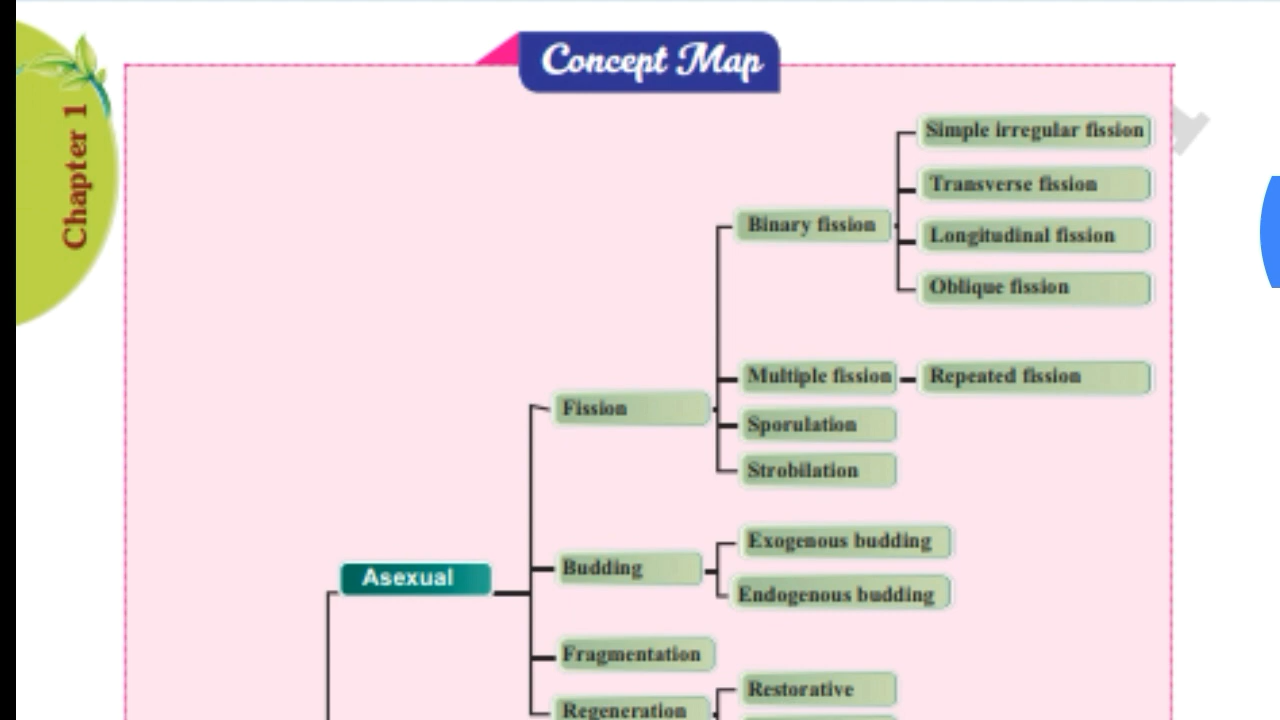 Concept Map
Chapter 1
Simple irregular fission
Transverse fission
Binary fission
Longitudinal fission
Oblique fission
Multiple fission
Repeated fission
Fission
Sporulation
Strobilation
Exogenous budding
Budding
Asexual
Endogenous budding
Fragmentation
Restorative
Regeneration